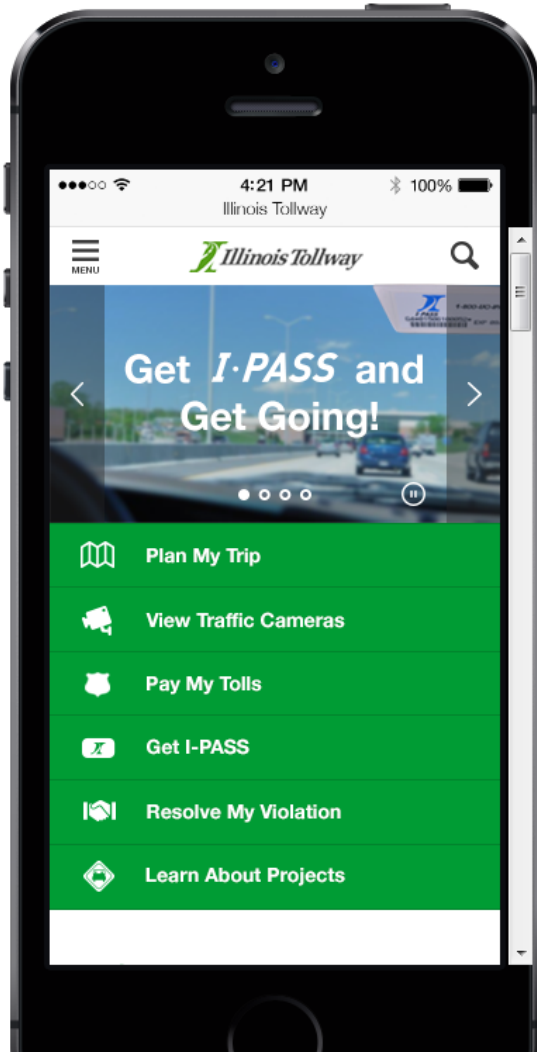 4:21 PM
100%
Illinois Tollway
MENU
Illinois Tollway
I-PASS
Get I·PASS and
Get Going!
Plan My Trip
View Traffic Cameras
Pay My Tolls
Get I-PASS
Resolve My Violation
Learn About Projects